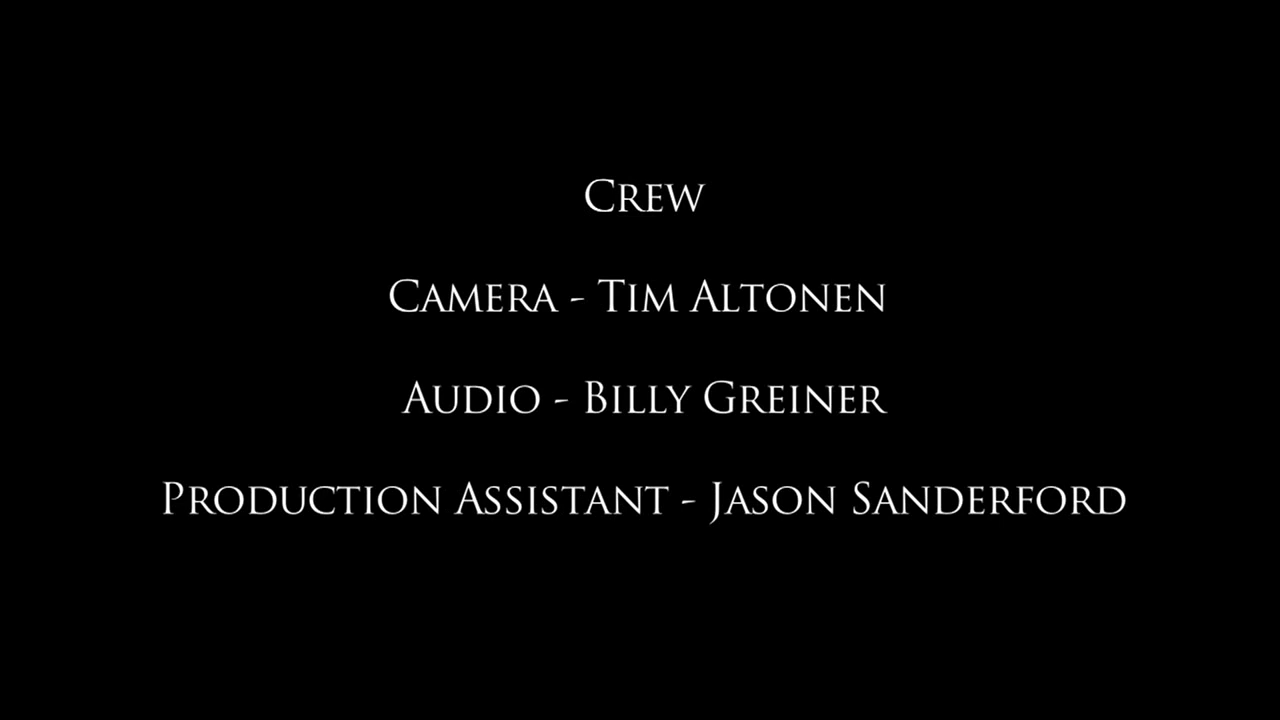 Crew
Camera - Tim Altonen
Audio - Billy Greiner
Production Assistant - Jason Sanderford